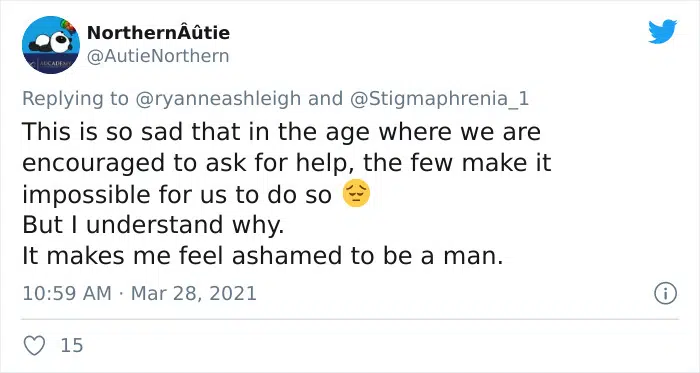 NorthernÂûtie
@AutieNorthern
Replying to @ryanneashleigh and @Stigmaphrenia_1
This is so sad that in the age where we are
encouraged to ask for help, the few make it
impossible for us to do so 😔
But I understand why.
It makes me feel ashamed to be a man.
10:59 AM · Mar 28, 2021
15